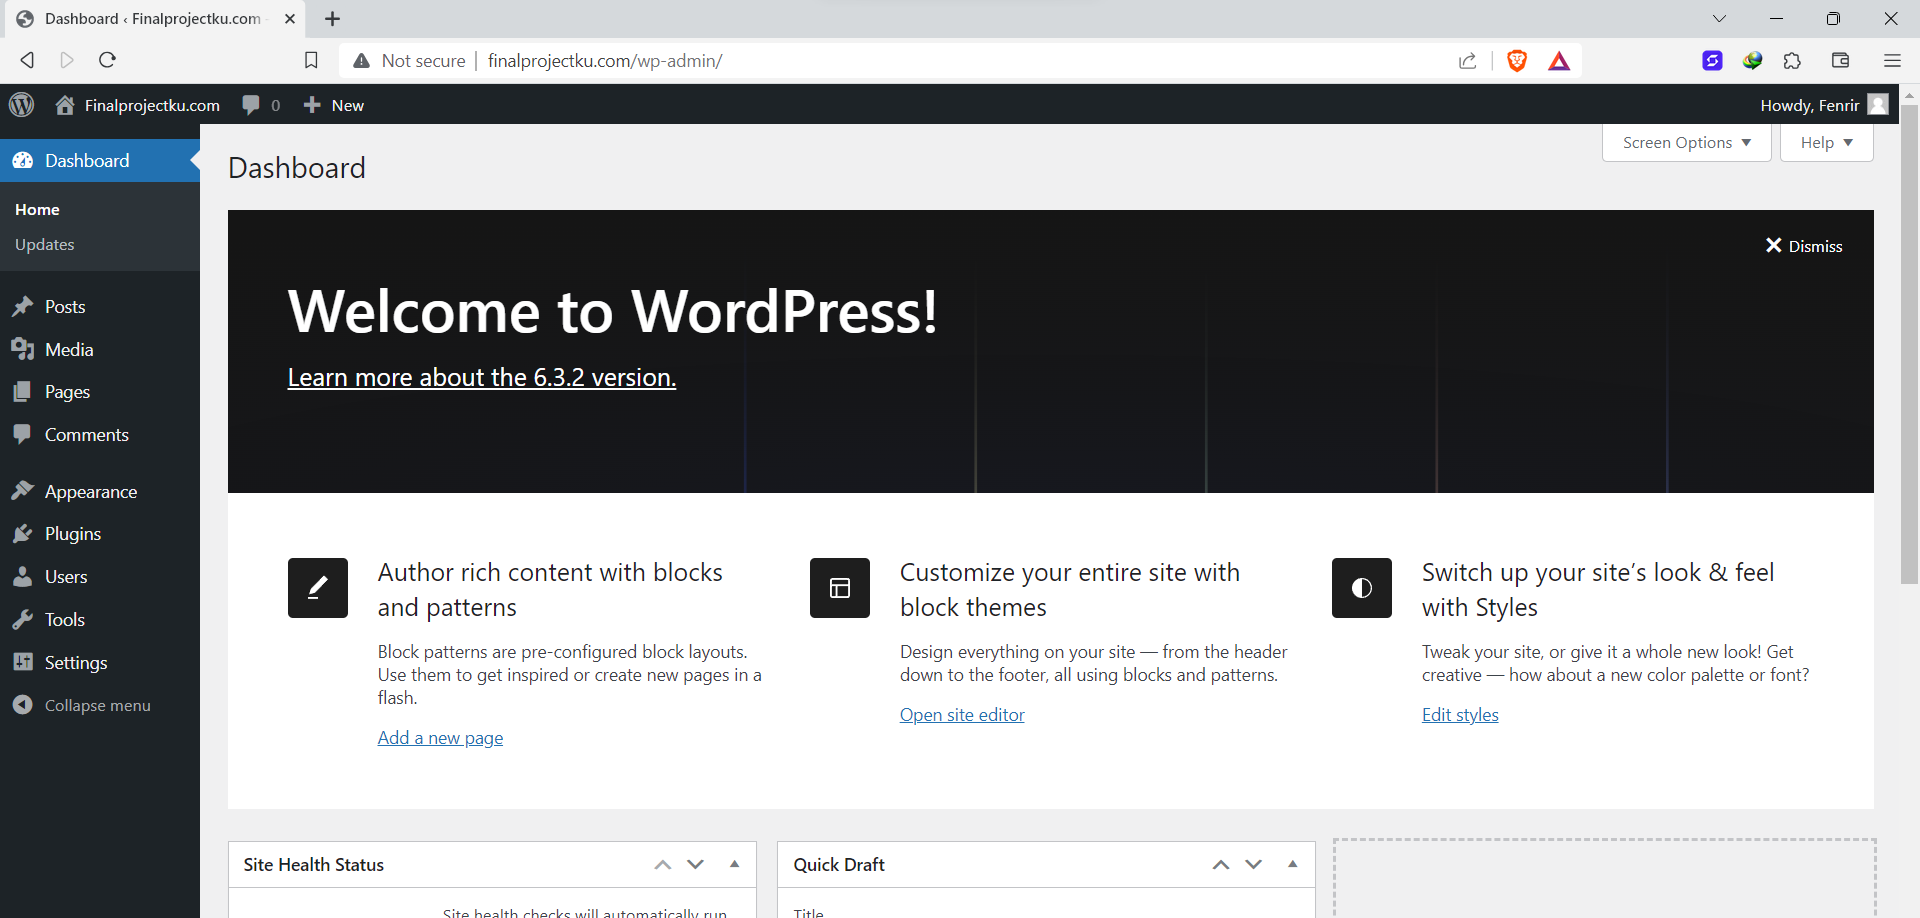 Dashboard ‹ Finalprojectku.com
Not secure finalprojectku.com/wp-admin/
Finalprojectku.com 0 New Howdy, Fenrir
Screen Options Help
Dashboard
Home
Updates
Posts
Media
Pages
Comments
Appearance
Plugins
Users
Tools
Settings
Collapse menu
Dashboard
Dismiss
Welcome to WordPress!
Learn more about the 6.3.2 version.
Author rich content with blocks
and patterns
Block patterns are pre-configured block layouts.
Use them to get inspired or create new pages in a
flash.
Add a new page
Customize your entire site with
block themes
Design everything on your site — from the header
down to the footer, all using blocks and patterns.
Open site editor
Switch up your site’s look & feel
with Styles
Tweak your site, or give it a whole new look! Get
creative — how about a new color palette or font?
Edit styles
Site Health Status
Site health checks will automatically run
Quick Draft
Title